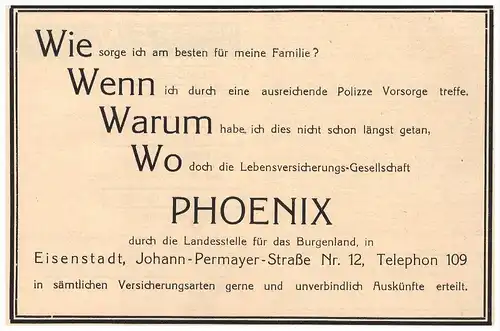 Wie sorge ich am besten für meine Familie?
Wenn ich durch eine ausreichende Polizze Vorsorge treffe.
Warum habe ich dies nicht schon längst getan,
Wo doch die Lebensversicherungs-Gesellschaft
PHOENIX
durch die Landesstelle für das Burgenland, in
Eisenstadt, Johann-Permayer-Straße Nr. 12, Telephon 109
in sämtlichen Versicherungsarten gerne und unverbindlich Auskünfte erteilt.